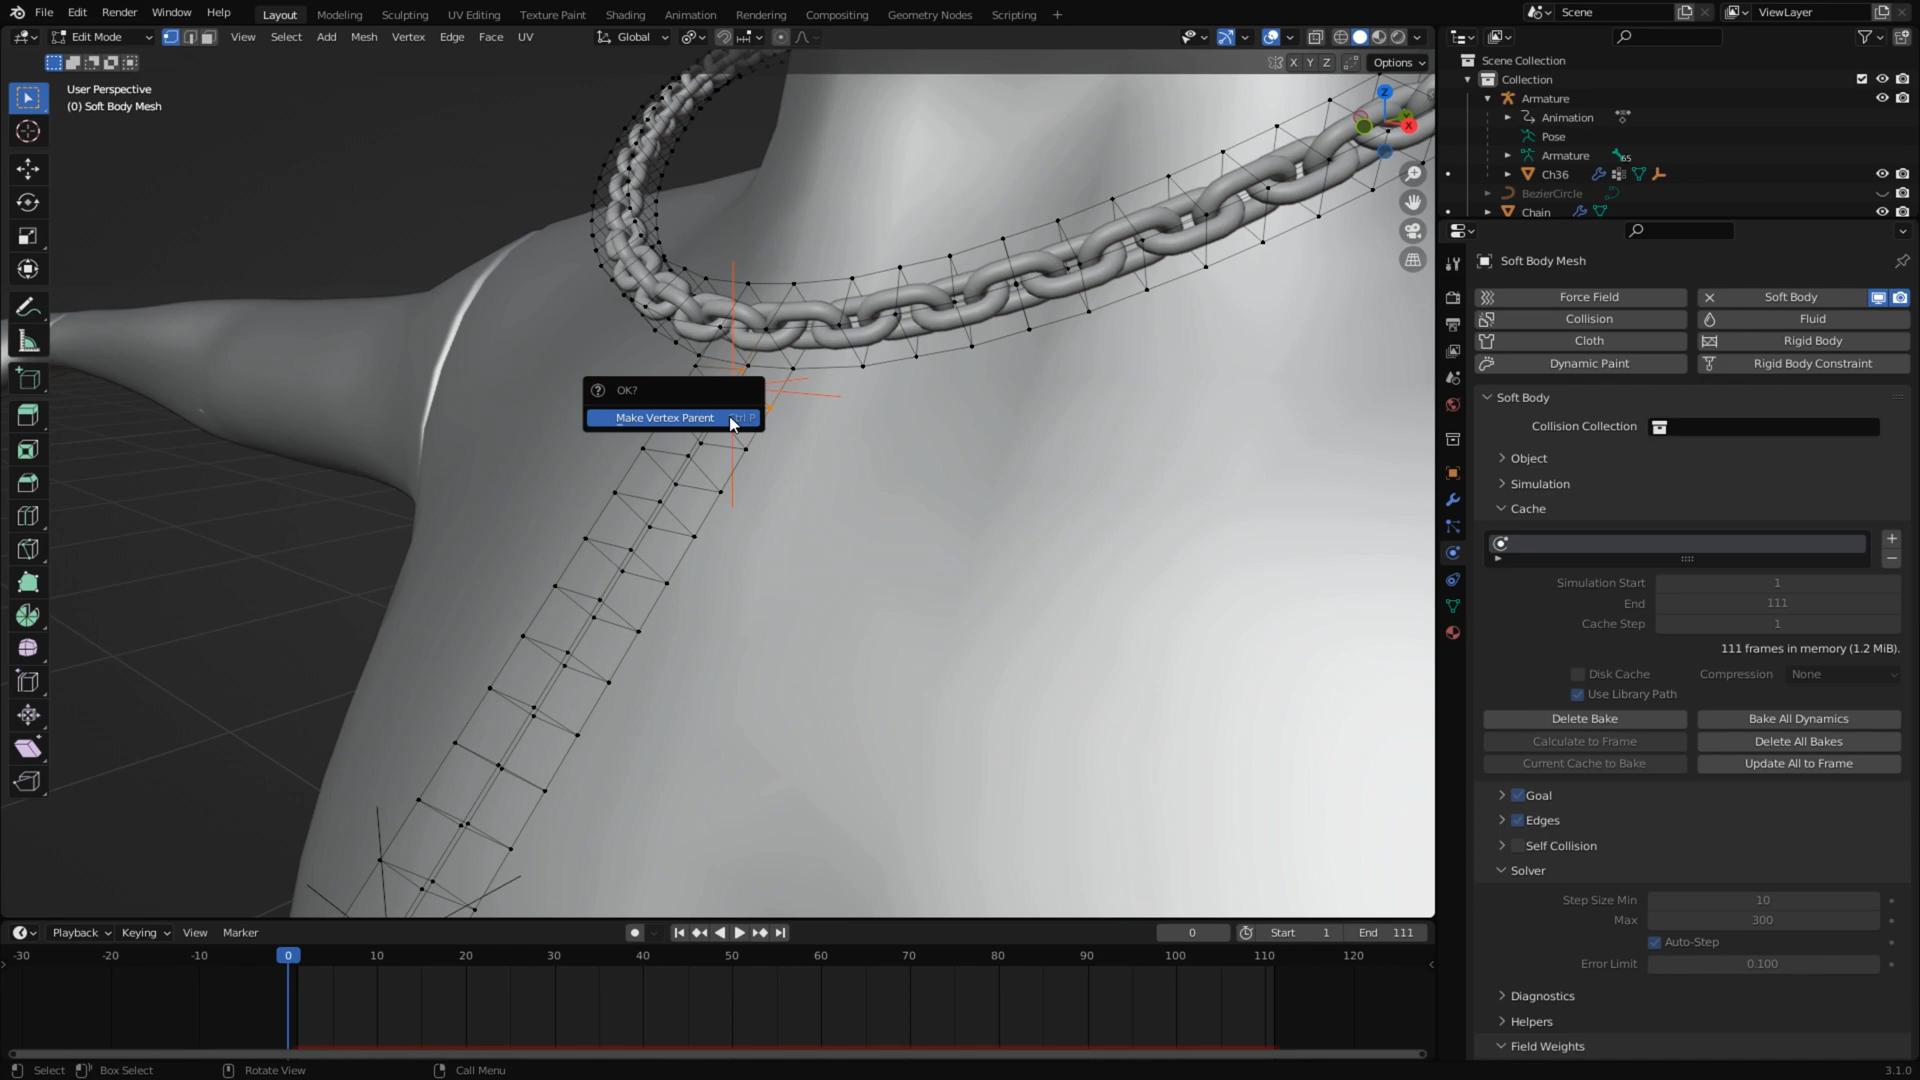 File Edit Render Window Help Layout Modeling Sculpting UV Editing Texture Paint Shading Animation Rendering Compositing Geometry Nodes Scripting + Scene ViewLayer
Edit Mode View Select Add Mesh Vertex Edge Face UV Global
X Y Z Options
User Perspective
(0) Soft Body Mesh
Z
X
OK?
Make Vertex Parent Ctrl P
Scene Collection
Collection
Armature
Animation
Pose
Armature 65
Ch36
BezierCircle
Chain
Soft Body Mesh
Force Field Soft Body
Collision Fluid
Cloth Rigid Body
Dynamic Paint Rigid Body Constraint
Soft Body
Collision Collection
Object
Simulation
Cache
Simulation Start 1
End 111
Cache Step 1
111 frames in memory (1.2 MiB).
Disk Cache Compression None
Use Library Path
Delete Bake Bake All Dynamics
Calculate to Frame Delete All Bakes
Current Cache to Bake Update All to Frame
Goal
Edges
Self Collision
Solver
Step Size Min 10
Max 300
Auto-Step
Error Limit 0.100
Diagnostics
Helpers
Field Weights
Playback Keying View Marker 0 Start 1 End 111
-30 -20 -10 0 10 20 30 40 50 60 70 80 90 100 110 120
Select Box Select Rotate View Call Menu 3.1.0